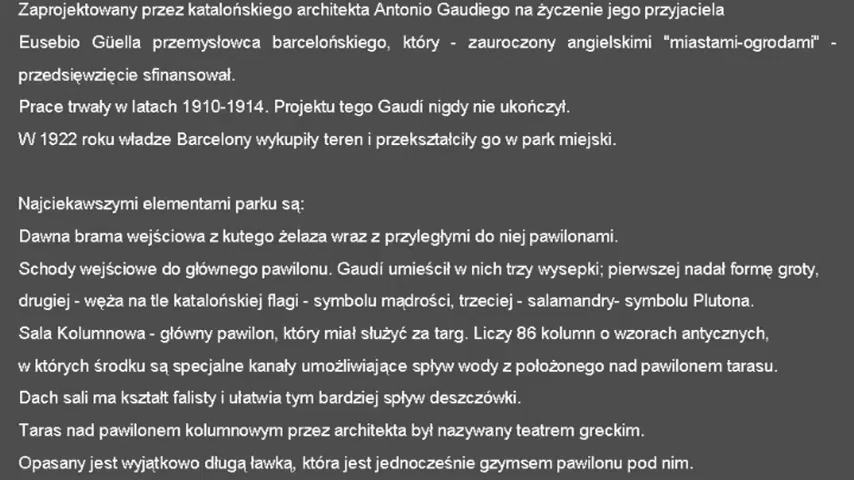 Zaprojektowany przez katalońskiego architekta Antonio Gaudiego na życzenie jego przyjaciela
Eusebio Güella przemysłowca barcelońskiego, który - zauroczony angielskimi "miastami-ogrodami" -
przedsięwzięcie sfinansował.
Prace trwały w latach 1910-1914. Projektu tego Gaudí nigdy nie ukończył.
W 1922 roku władze Barcelony wykupiły teren i przekształciły go w park miejski.
Najciekawszymi elementami parku są:
Dawna brama wejściowa z kutego żelaza wraz z przyległymi do niej pawilonami.
Schody wejściowe do głównego pawilonu. Gaudí umieścił w nich trzy wysepki; pierwszej nadał formę groty,
drugiej - węża na tle katalońskiej flagi - symbolu mądrości, trzeciej - salamandry- symbolu Plutona.
Sala Kolumnowa - główny pawilon, który miał służyć za targ. Liczy 86 kolumn o wzorach antycznych,
w których środku są specjalne kanały umożliwiające spływ wody z położonego nad pawilonem tarasu.
Dach sali ma kształt falisty i ułatwia tym bardziej spływ deszczówki.
Taras nad pawilonem kolumnowym przez architekta był nazywany teatrem greckim.
Opasany jest wyjątkowo długą ławką, która jest jednocześnie gzymsem pawilonu pod nim.